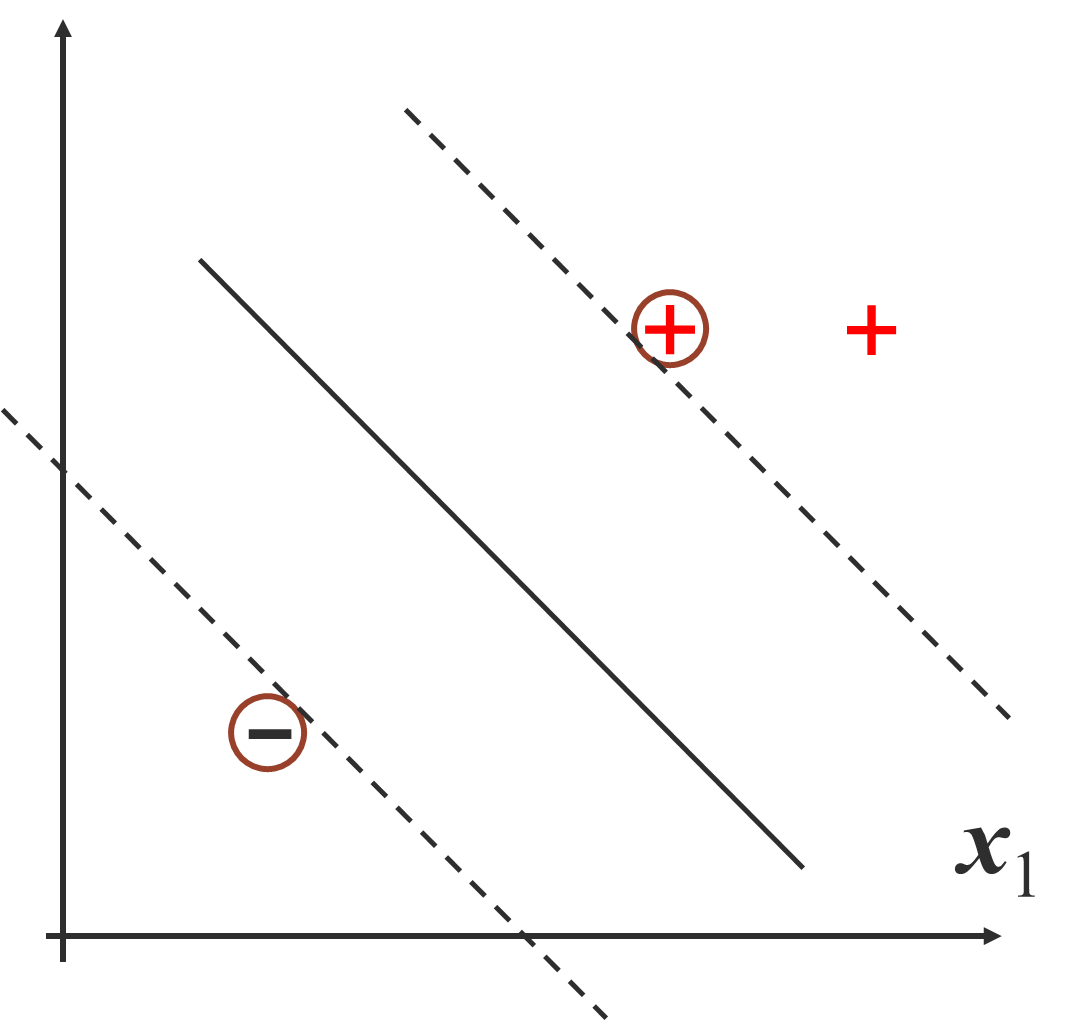 + +
−
x₁